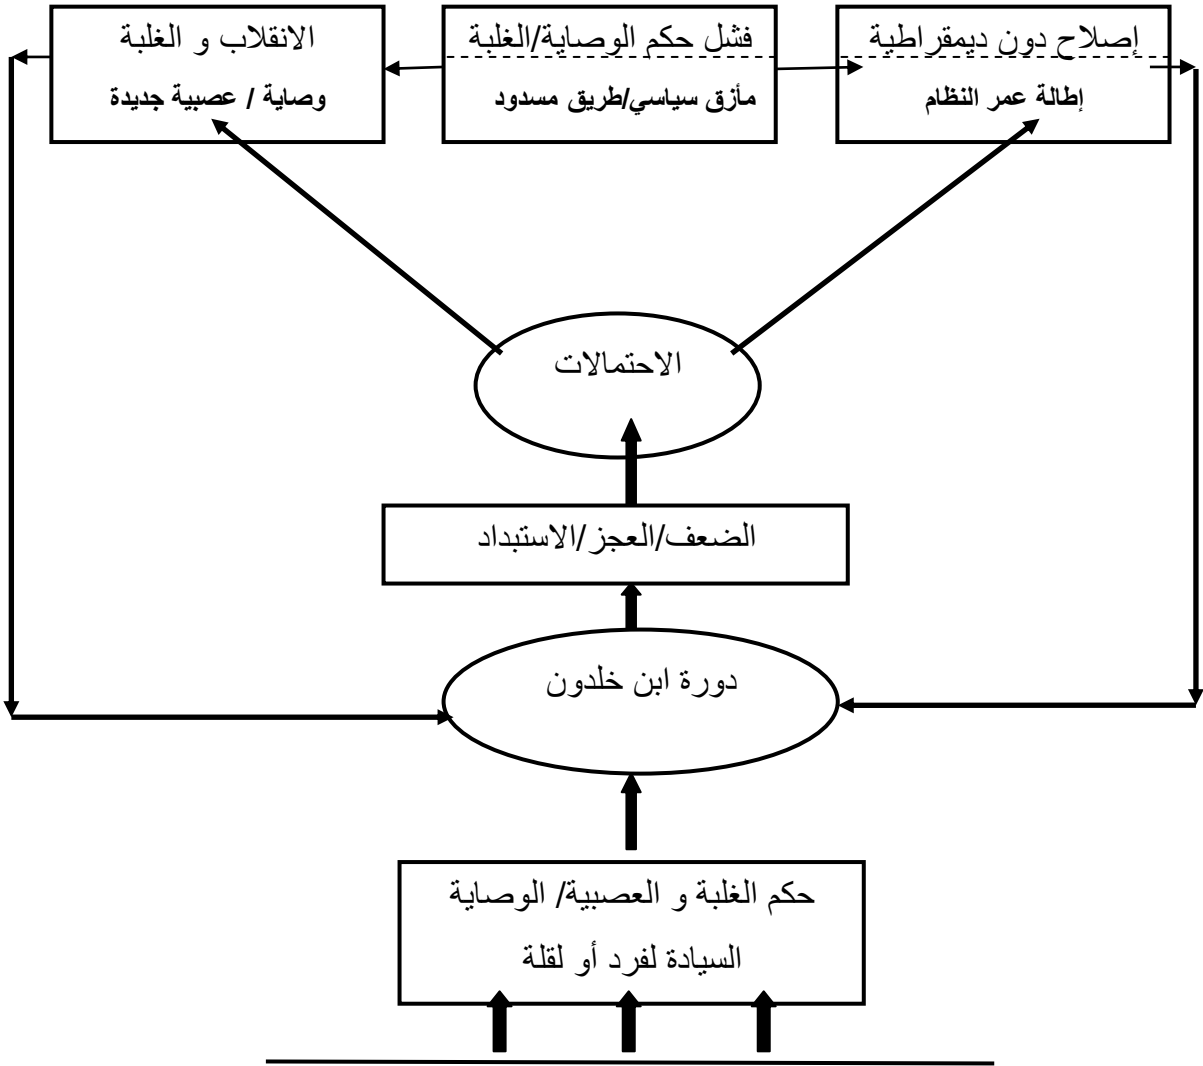 إصلاح دون ديمقراطية
إطالة عمر النظام
فشل حكم الوصاية/الغلبة
مأزق سياسي/طريق مسدود
الانقلاب و الغلبة
وصاية / عصبية جديدة
الاحتمالات
الضعف/العجز/الاستبداد
دورة ابن خلدون
حكم الغلبة و العصبية/ الوصاية
السيادة لفرد أو لقلة